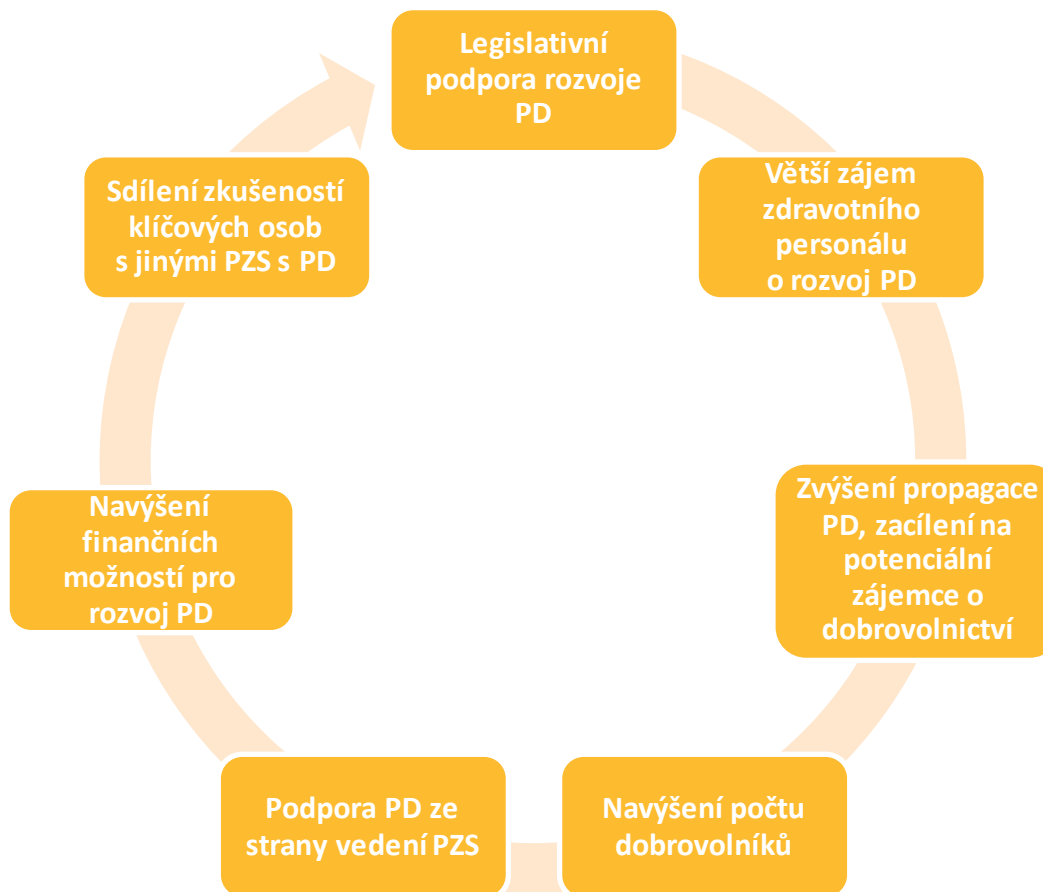 Legislativní
podpora rozvoje
PD
Větší zájem
zdravotního
personálu
o rozvoj PD
Zvýšení propagace
PD, zacílení na
potenciální
zájemce o
dobrovolnictví
Navýšení počtu
dobrovolníků
Podpora PD ze
strany vedení PZS
Navýšení
finančních
možností pro
rozvoj PD
Sdílení zkušeností
klíčových osob
s jinými PZS s PD